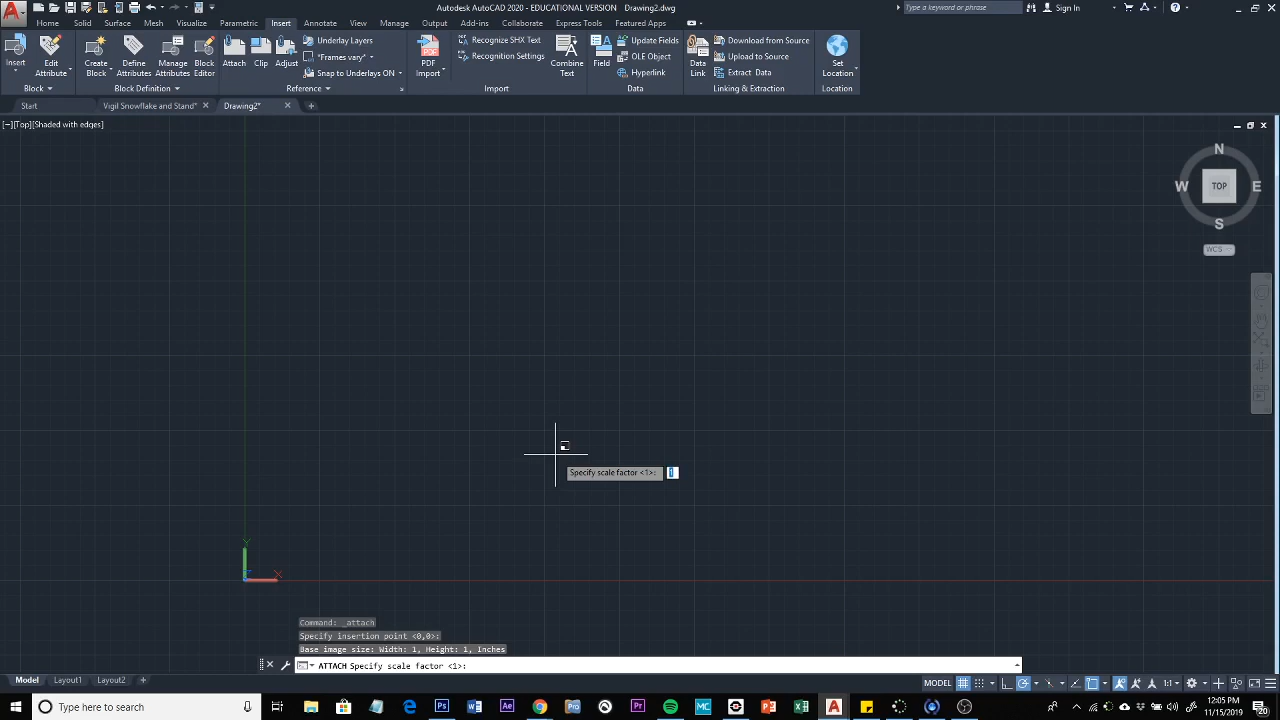 Autodesk AutoCAD 2020 - EDUCATIONAL VERSION Drawing2.dwg
Type a keyword or phrase
Sign In
Home Solid Surface Mesh Visualize Parametric Insert Annotate View Manage Output Add-ins Collaborate Express Tools Featured Apps
Insert
Edit Attribute
Create Block
Define Attributes
Manage Attributes
Block Editor
Attach
Clip
Adjust
Underlay Layers
*Frames vary*
Snap to Underlays ON
PDF Import
Recognize SHX Text
Recognition Settings
Combine Text
Field
Update Fields
OLE Object
Hyperlink
Data Link
Download from Source
Upload to Source
Extract Data
Set Location
Block
Block Definition
Reference
Import
Data
Linking & Extraction
Location
Start
Vigil Snowflake and Stand*
Drawing2*
[−][Top][Shaded with edges]
N
W
TOP
E
S
WCS
Specify scale factor <1>: 1
Y
X
Command: _attach
Specify insertion point <0,0>:
Base image size: Width: 1, Height: 1, Inches
ATTACH Specify scale factor <1>:
Model Layout1 Layout2
MODEL
1:1
Type here to search
12:05 PM
11/15/2019